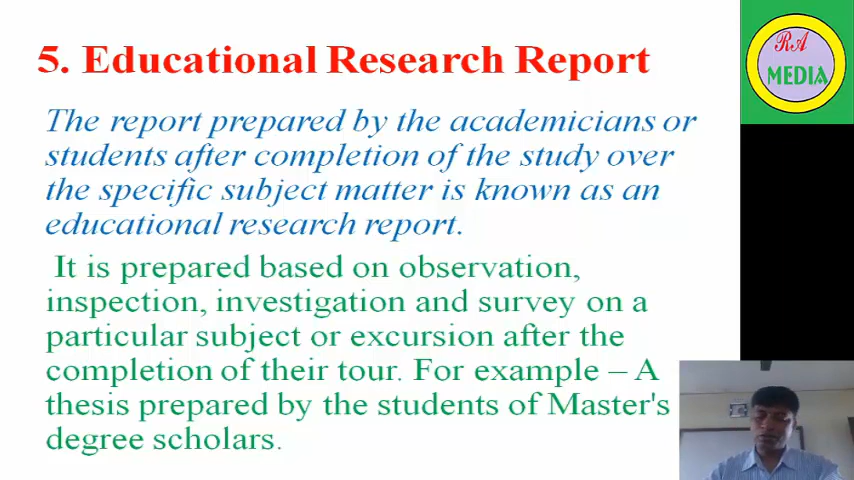 5. Educational Research Report
The report prepared by the academicians or
students after completion of the study over
the specific subject matter is known as an
educational research report.
It is prepared based on observation,
inspection, investigation and survey on a
particular subject or excursion after the
completion of their tour. For example – A
thesis prepared by the students of Master's
degree scholars.
RA
MEDIA